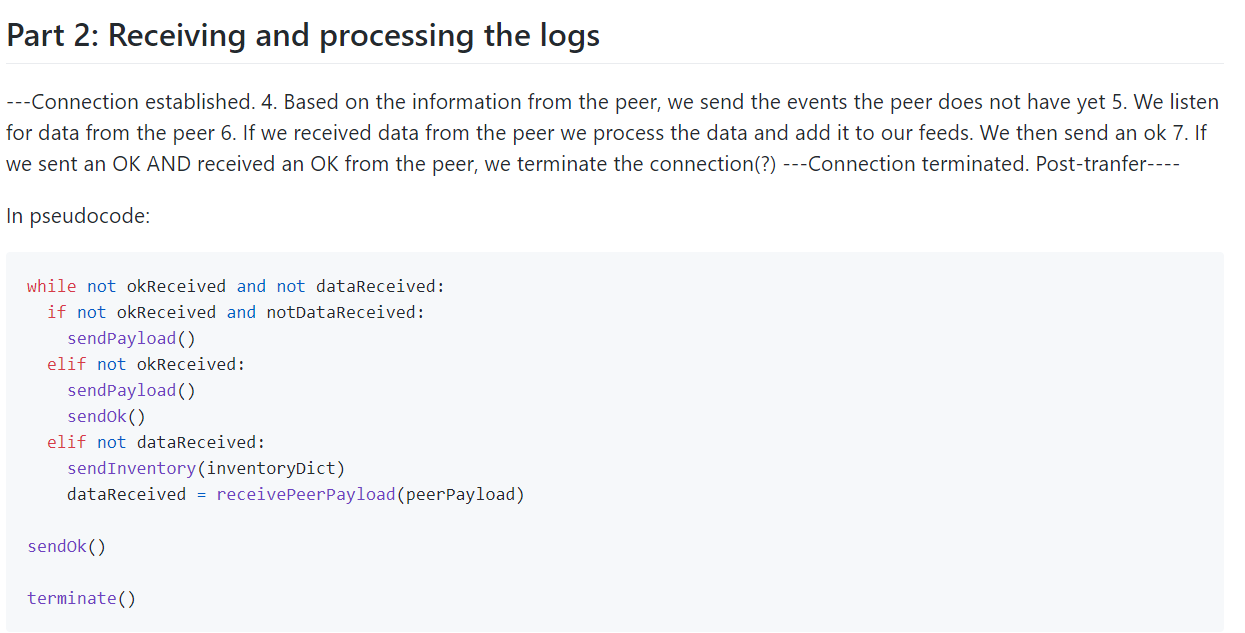 Part 2: Receiving and processing the logs
---Connection established. 4. Based on the information from the peer, we send the events the peer does not have yet 5. We listen
for data from the peer 6. If we received data from the peer we process the data and add it to our feeds. We then send an ok 7. If
we sent an OK AND received an OK from the peer, we terminate the connection(?) ---Connection terminated. Post-tranfer----
In pseudocode:
while not okReceived and not dataReceived:
  if not okReceived and notDataReceived:
    sendPayload()
  elif not okReceived:
    sendPayload()
    sendOk()
  elif not dataReceived:
    sendInventory(inventoryDict)
    dataReceived = receivePeerPayload(peerPayload)
sendOk()
terminate()